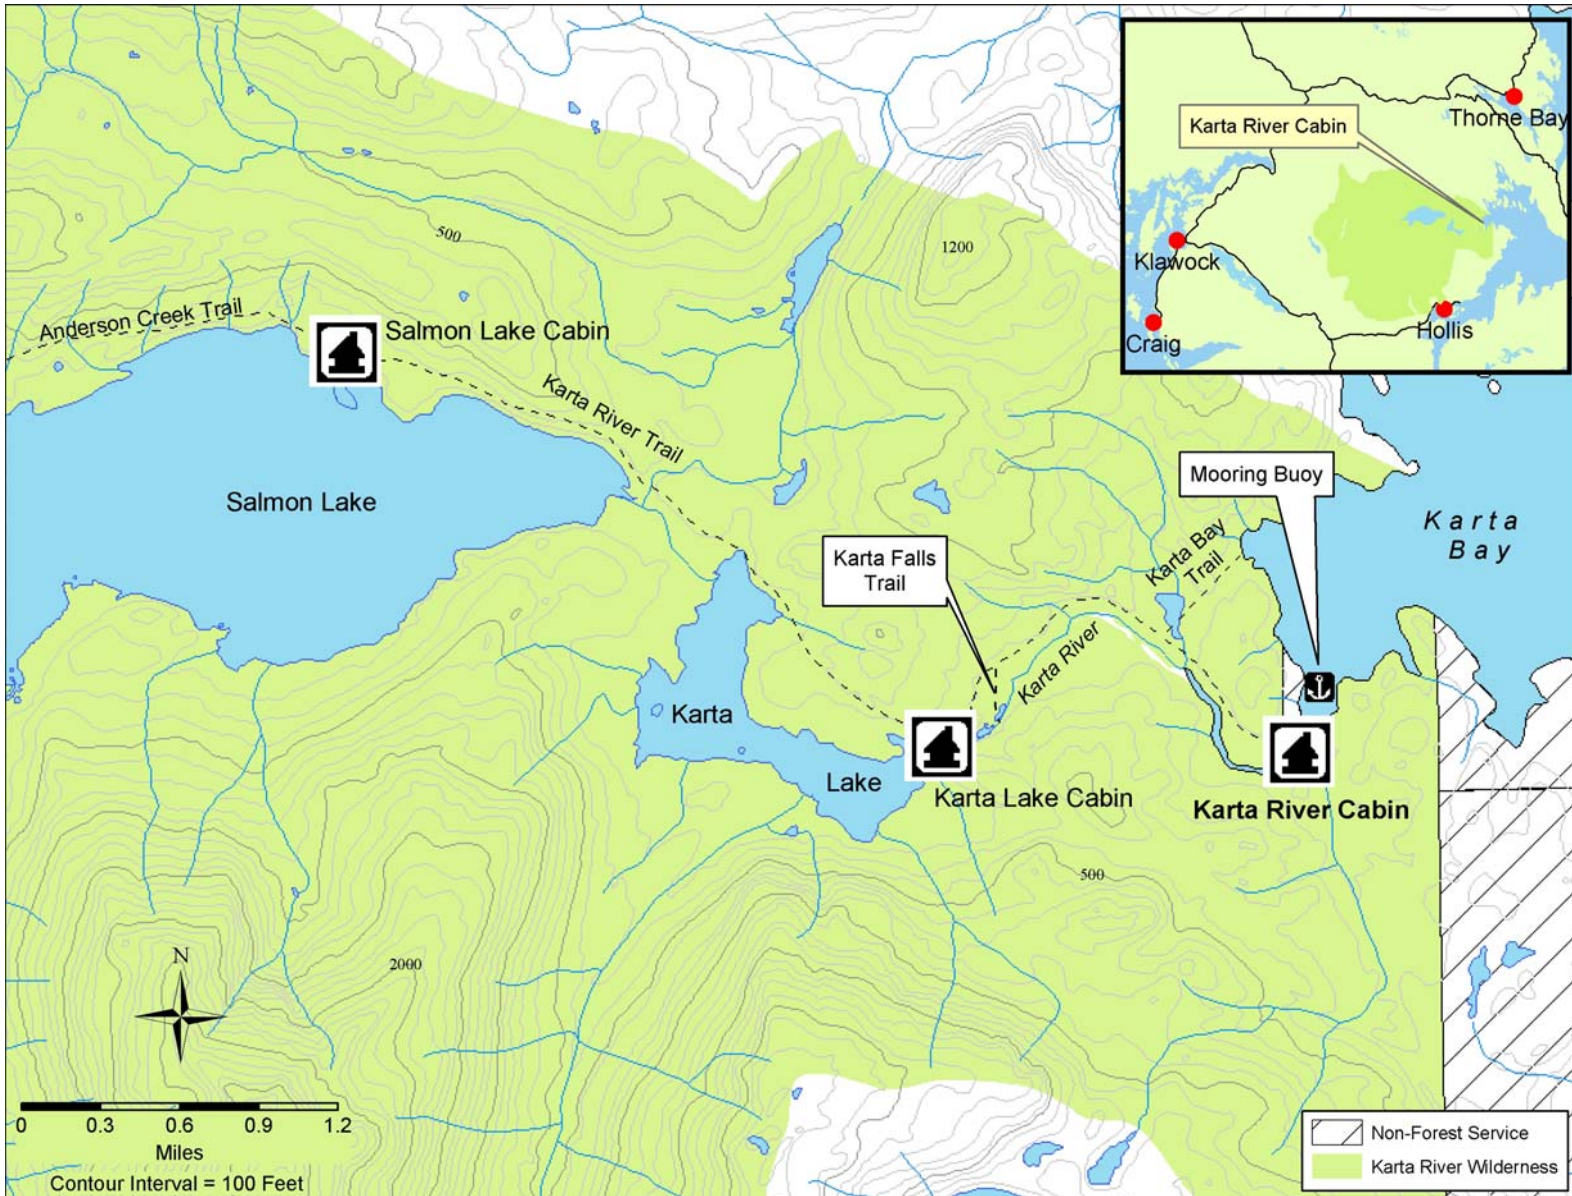 Thorne Bay
Karta River Cabin
Klawock
Hollis
Craig
500
1200
Anderson Creek Trail
Salmon Lake Cabin
Karta River Trail
Salmon Lake
Mooring Buoy
Karta
Bay
Karta Bay
Trail
Karta Falls
Trail
Karta River
Karta
Lake
Karta Lake Cabin
Karta River Cabin
500
2000
N
0 0.3 0.6 0.9 1.2
Miles
Contour Interval = 100 Feet
Non-Forest Service
Karta River Wilderness